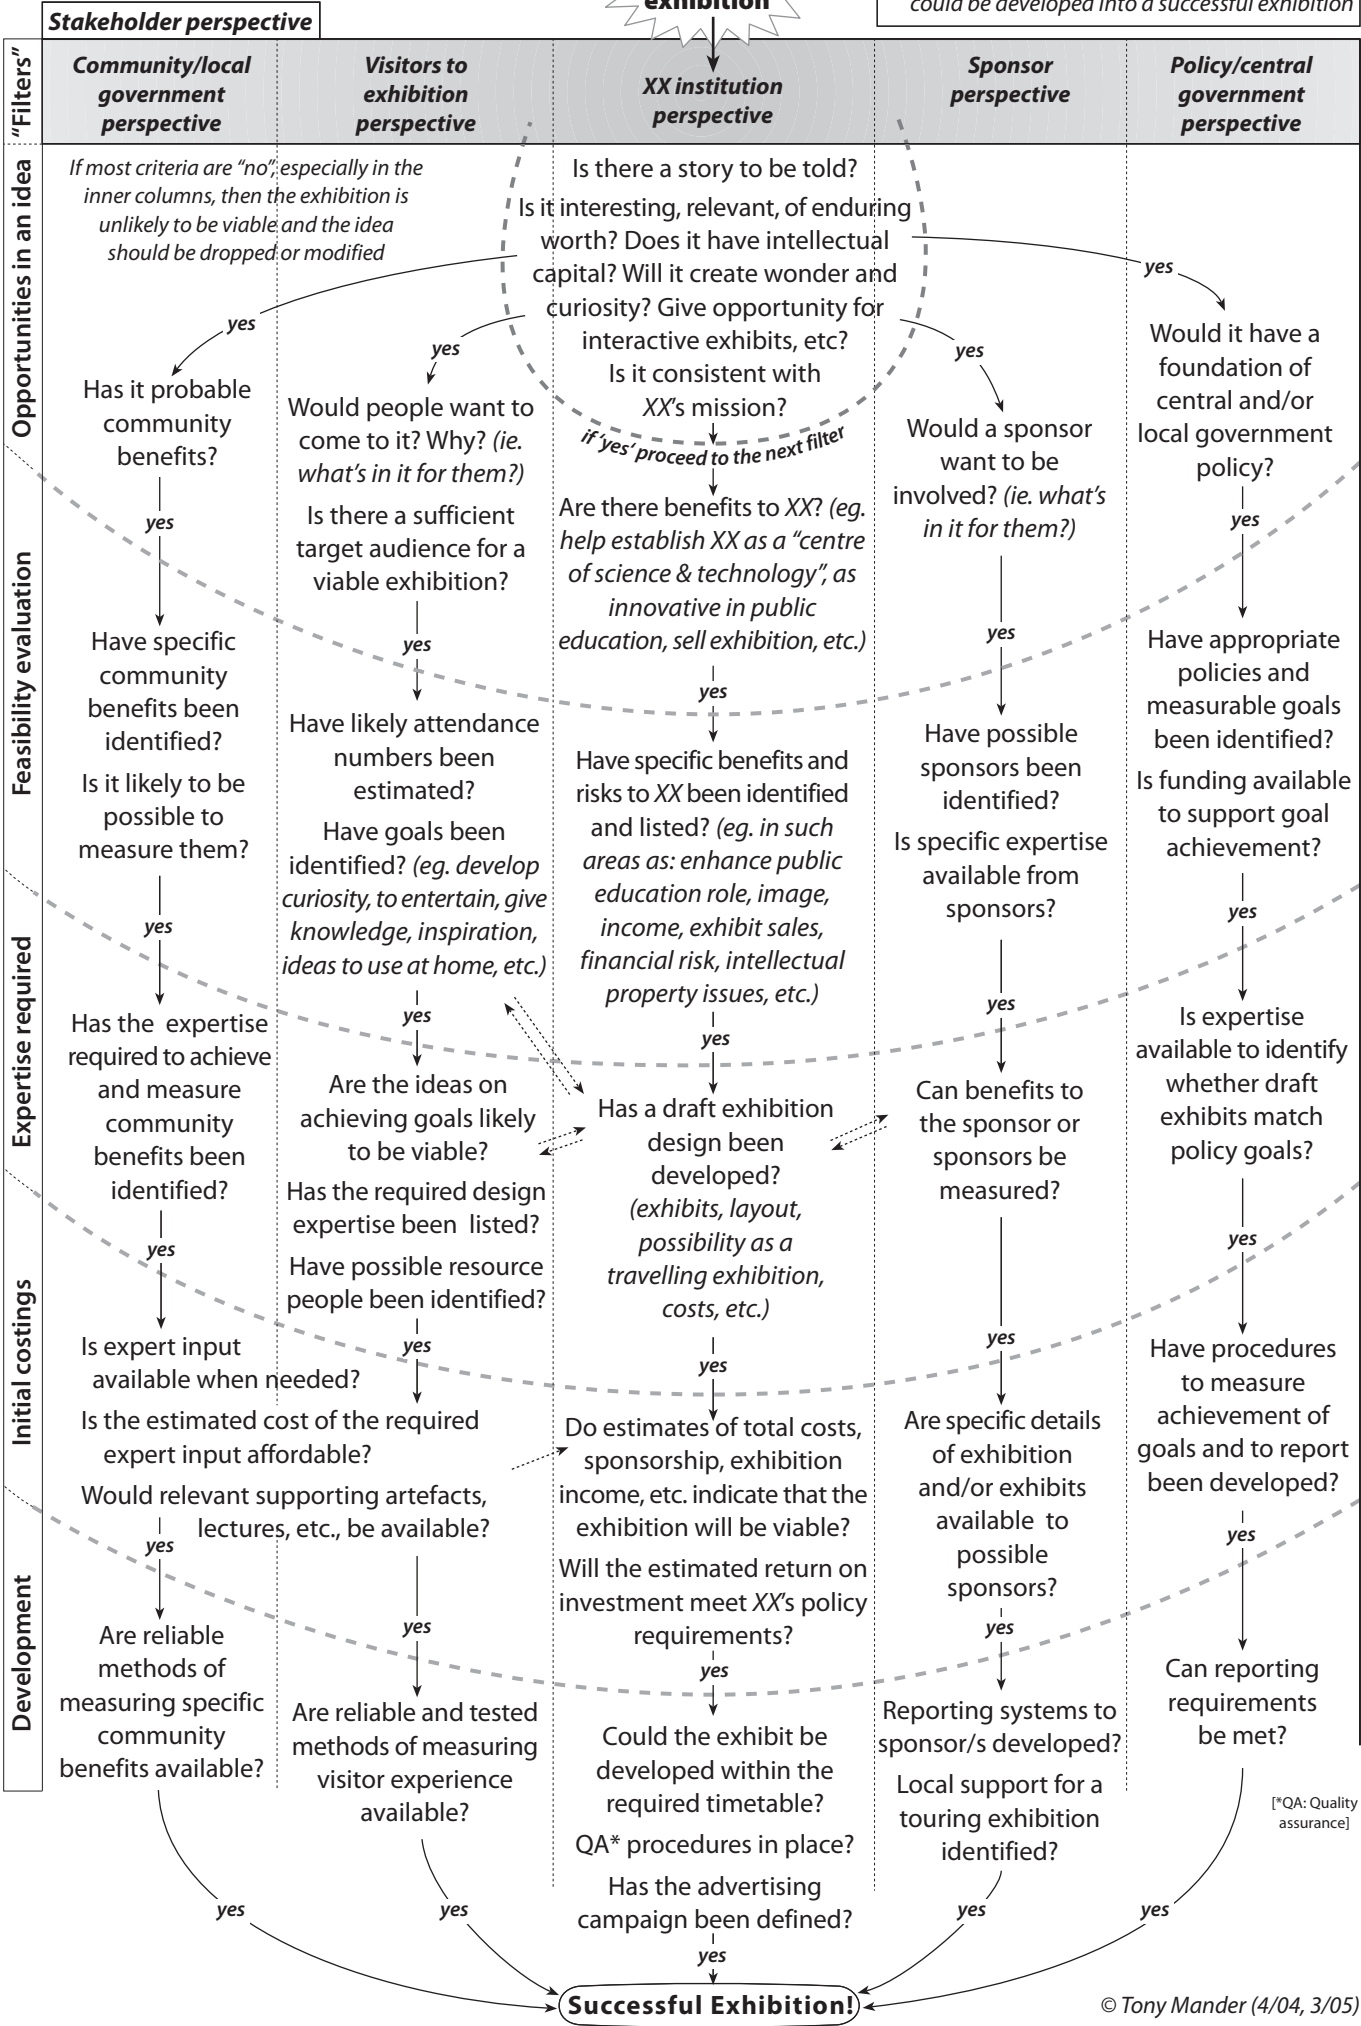 exhibition
could be developed into a successful exhibition
Stakeholder perspective
"Filters"
Community/local
government
perspective
Visitors to
exhibition
perspective
XX institution
perspective
Sponsor
perspective
Policy/central
government
perspective
Opportunities in an idea
If most criteria are “no”, especially in the
inner columns, then the exhibition is
unlikely to be viable and the idea
should be dropped or modified
Is there a story to be told?
Is it interesting, relevant, of enduring
worth? Does it have intellectual
capital? Will it create wonder and
curiosity? Give opportunity for
interactive exhibits, etc?
Is it consistent with
XX's mission?
if 'yes' proceed to the next filter
yes
yes
yes
yes
Has it probable
community
benefits?
yes
Would people want to
come to it? Why? (ie.
what's in it for them?)
Is there a sufficient
target audience for a
viable exhibition?
yes
Are there benefits to XX? (eg.
help establish XX as a “centre
of science & technology”, as
innovative in public
education, sell exhibition, etc.)
yes
Would a sponsor
want to be
involved? (ie. what's
in it for them?)
yes
Would it have a
foundation of
central and/or
local government
policy?
yes
Feasibility evaluation
Have specific
community
benefits been
identified?
Is it likely to be
possible to
measure them?
yes
Have likely attendance
numbers been
estimated?
Have goals been
identified? (eg. develop
curiosity, to entertain, give
knowledge, inspiration,
ideas to use at home, etc.)
yes
Have specific benefits and
risks to XX been identified
and listed? (eg. in such
areas as: enhance public
education role, image,
income, exhibit sales,
financial risk, intellectual
property issues, etc.)
yes
Have possible
sponsors been
identified?
Is specific expertise
available from
sponsors?
yes
Have appropriate
policies and
measurable goals
been identified?
Is funding available
to support goal
achievement?
yes
Expertise required
Has the expertise
required to achieve
and measure
community
benefits been
identified?
yes
Are the ideas on
achieving goals likely
to be viable?
Has the required design
expertise been listed?
Have possible resource
people been identified?
yes
Has a draft exhibition
design been
developed?
(exhibits, layout,
possibility as a
travelling exhibition,
costs, etc.)
yes
Can benefits to
the sponsor or
sponsors be
measured?
yes
Is expertise
available to identify
whether draft
exhibits match
policy goals?
yes
Initial costings
Is expert input
available when needed?
Is the estimated cost of the required
expert input affordable?
Would relevant supporting artefacts,
lectures, etc., be available?
yes
yes
Do estimates of total costs,
sponsorship, exhibition
income, etc. indicate that the
exhibition will be viable?
Will the estimated return on
investment meet XX's policy
requirements?
yes
Are specific details
of exhibition
and/or exhibits
available to
possible
sponsors?
yes
Have procedures
to measure
achievement of
goals and to report
been developed?
yes
Development
Are reliable
methods of
measuring specific
community
benefits available?
yes
Are reliable and tested
methods of measuring
visitor experience
available?
yes
Could the exhibit be
developed within the
required timetable?
QA* procedures in place?
Has the advertising
campaign been defined?
yes
Reporting systems to
sponsor/s developed?
Local support for a
touring exhibition
identified?
yes
Can reporting
requirements
be met?
yes
[*QA: Quality
assurance]
Successful Exhibition!
© Tony Mander (4/04, 3/05)